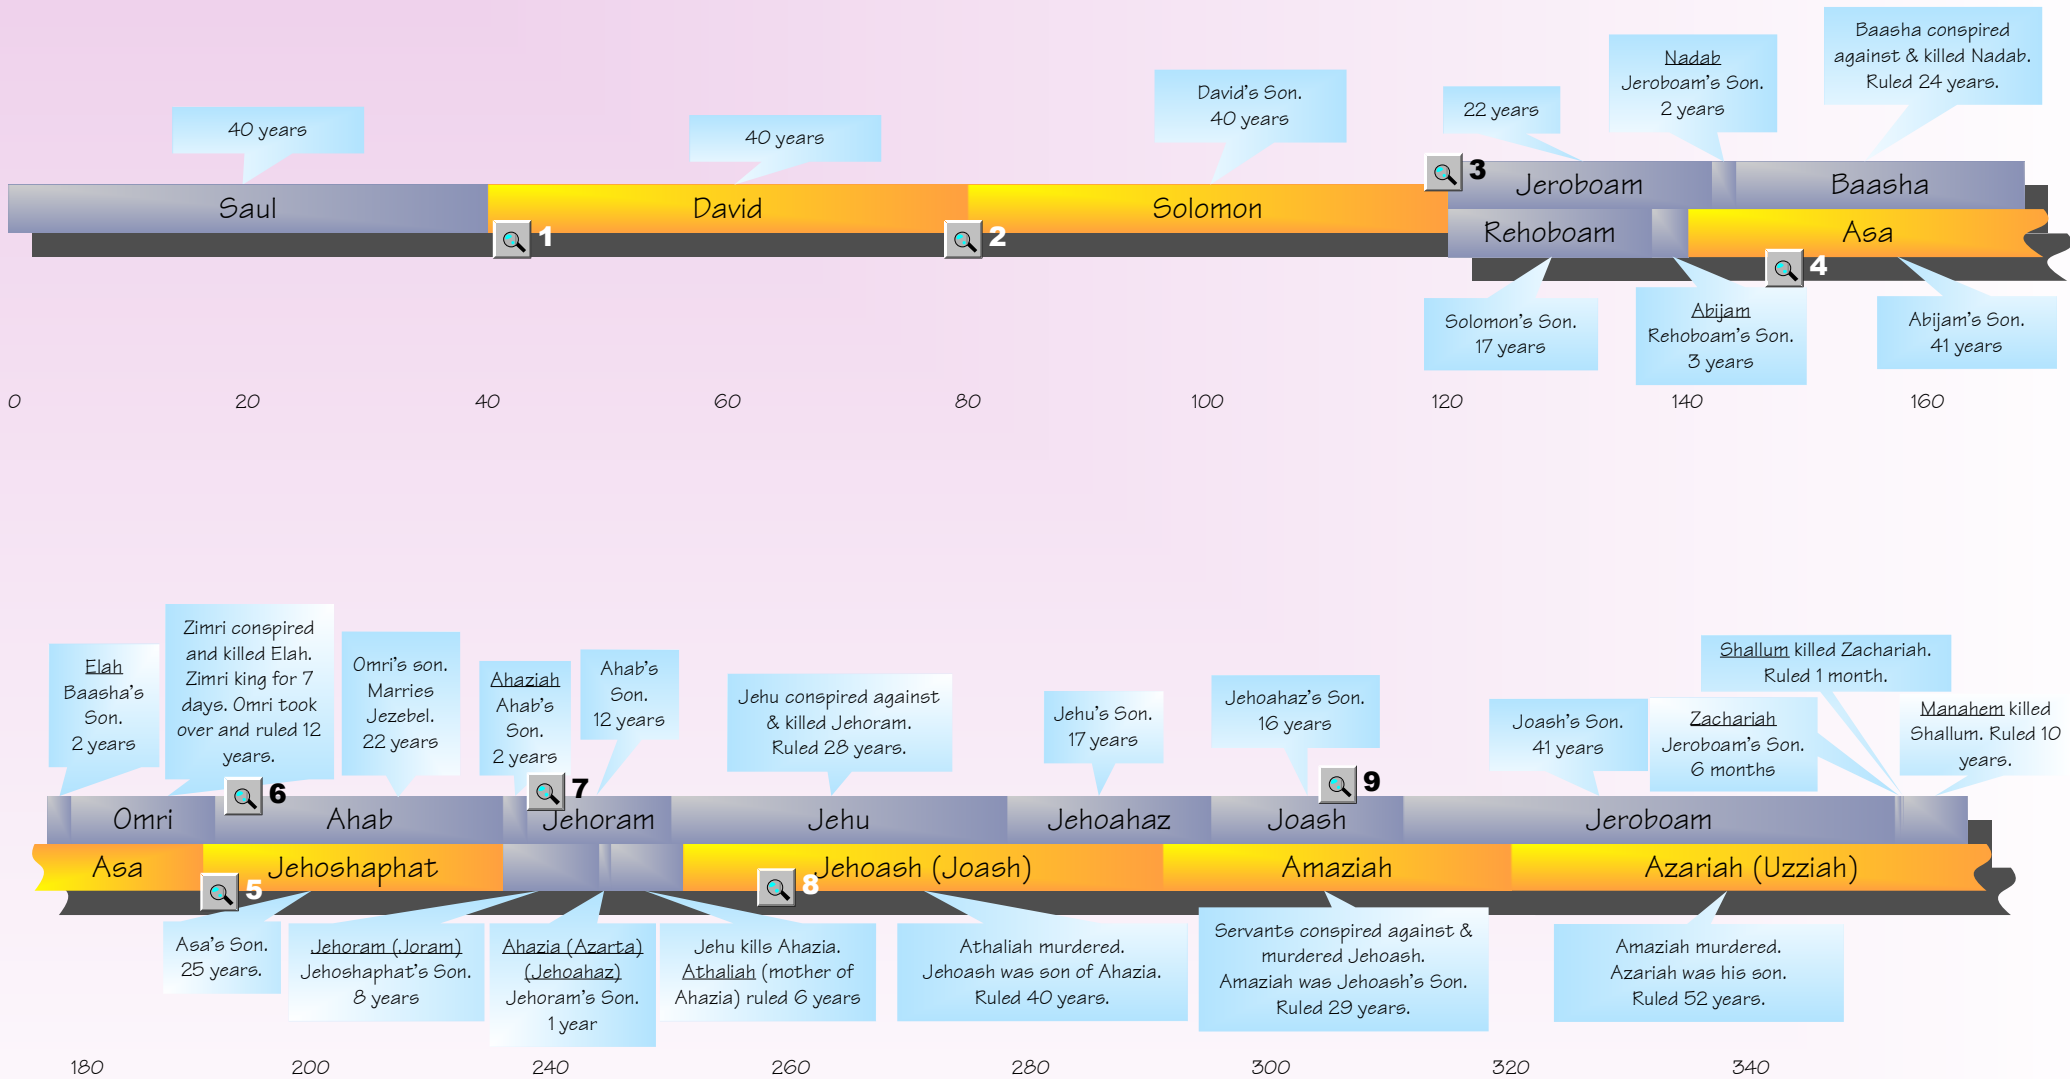 Baasha conspired
against & killed Nadab.
Ruled 24 years.
Nadab
Jeroboam's Son.
2 years
David's Son.
40 years
22 years
40 years
40 years
3
Jeroboam
Baasha
Saul
David
Solomon
Rehoboam
Asa
1
2
4
Solomon's Son.
17 years
Abijam
Rehoboam's Son.
3 years
Abijam's Son.
41 years
0 20 40 60 80 100 120 140 160
Elah
Baasha's
Son.
2 years
Zimri conspired
and killed Elah.
Zimri king for 7
days. Omri took
over and ruled 12
years.
Omri's son.
Marries
Jezebel.
22 years
Ahaziah
Ahab's
Son.
2 years
Ahab's
Son.
12 years
Jehu conspired against
& killed Jehoram.
Ruled 28 years.
Jehu's Son.
17 years
Jehoahaz's Son.
16 years
Joash's Son.
41 years
Shallum killed Zachariah.
Ruled 1 month.
Zachariah
Jeroboam's Son.
6 months
Manahem killed
Shallum. Ruled 10
years.
6
7
9
Omri
Ahab
Jehoram
Jehu
Jehoahaz
Joash
Jeroboam
Asa
Jehoshaphat
Jehoash (Joash)
Amaziah
Azariah (Uzziah)
5
8
Asa's Son.
25 years.
Jehoram (Joram)
Jehoshaphat's Son.
8 years
Ahazia (Azarta)
(Jehoahaz)
Jehoram's Son.
1 year
Jehu kills Ahazia.
Athaliah (mother of
Ahazia) ruled 6 years
Athaliah murdered.
Jehoash was son of Ahazia.
Ruled 40 years.
Servants conspired against &
murdered Jehoash.
Amaziah was Jehoash's Son.
Ruled 29 years.
Amaziah murdered.
Azariah was his son.
Ruled 52 years.
180 200 240 260 280 300 320 340